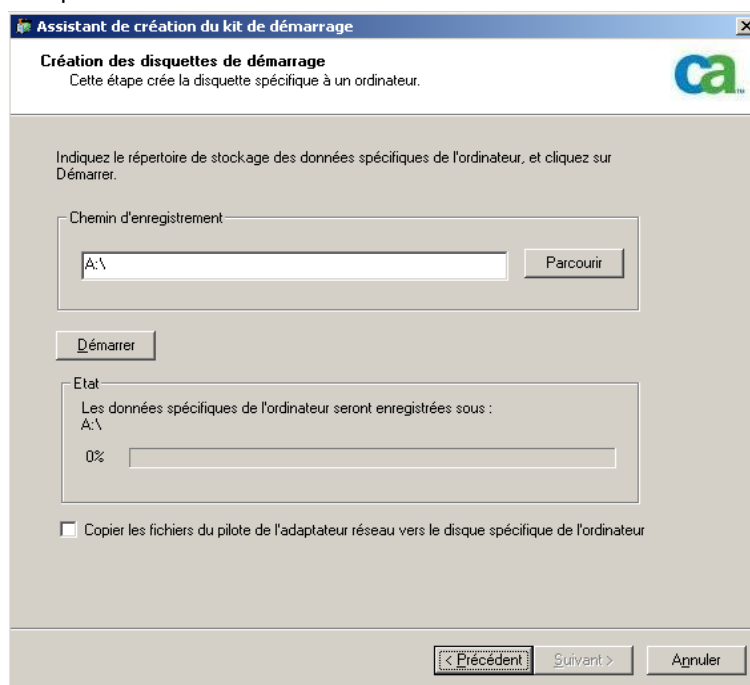 Assistant de création du kit de démarrage
Création des disquettes de démarrage
Cette étape crée la disquette spécifique à un ordinateur.
ca
Indiquez le répertoire de stockage des données spécifiques de l'ordinateur, et cliquez sur
Démarrer.
Chemin d'enregistrement
A:\
Parcourir
Démarrer
Etat
Les données spécifiques de l'ordinateur seront enregistrées sous :
A:\
0%
Copier les fichiers du pilote de l'adaptateur réseau vers le disque spécifique de l'ordinateur
< Précédent
Suivant >
Annuler